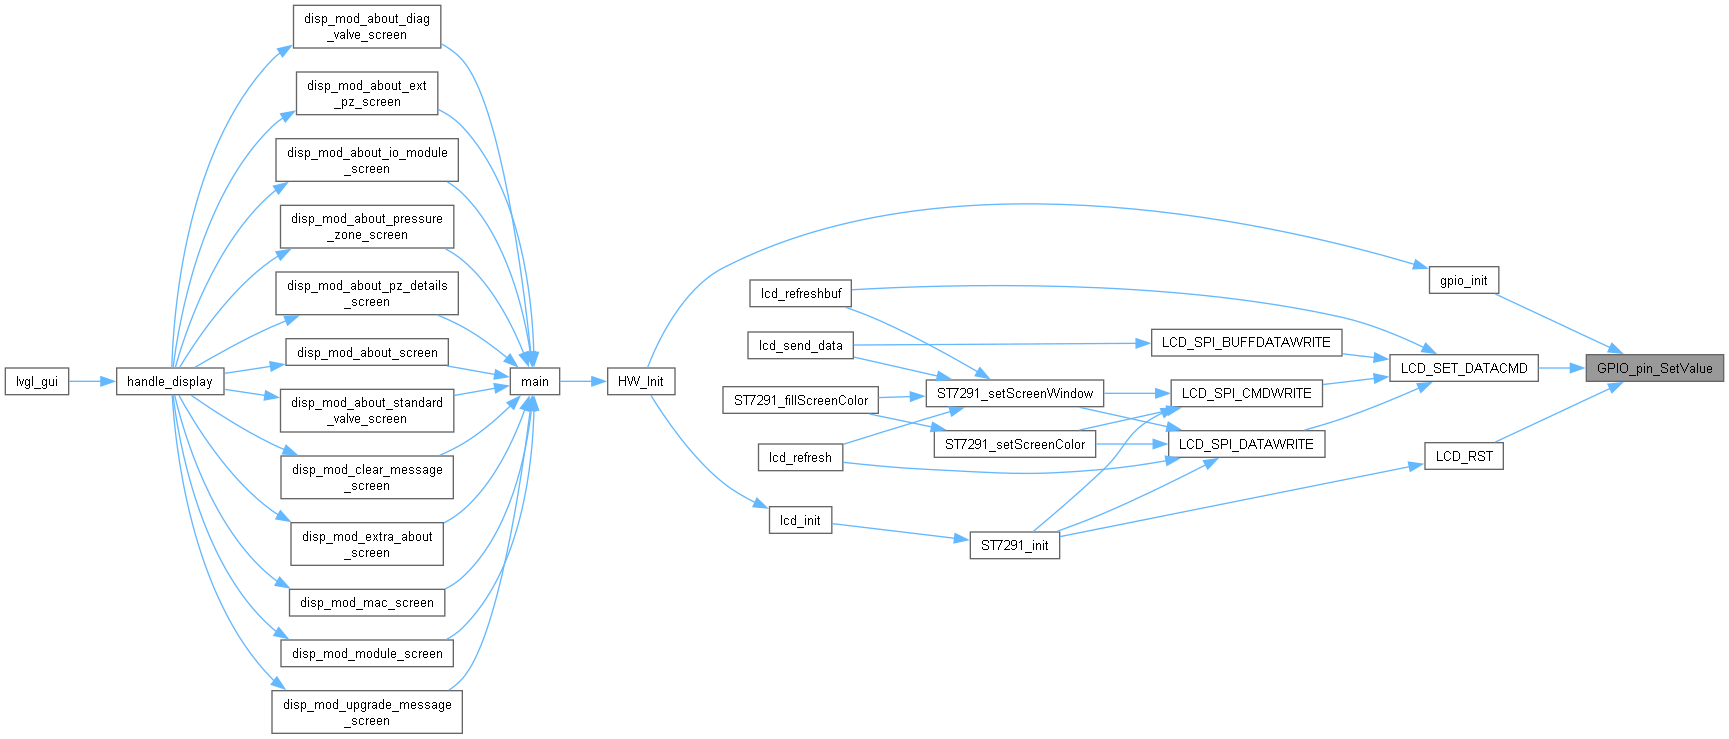 disp_mod_about_diag
_valve_screen
disp_mod_about_ext
_pz_screen
disp_mod_about_io_module
_screen
disp_mod_about_pressure
_zone_screen
disp_mod_about_pz_details
_screen
disp_mod_about_screen
lvgl_gui
handle_display
disp_mod_about_standard
_valve_screen
disp_mod_clear_message
_screen
disp_mod_extra_about
_screen
disp_mod_mac_screen
disp_mod_module_screen
disp_mod_upgrade_message
_screen
main
HW_Init
lcd_refreshbuf
lcd_send_data
ST7291_fillScreenColor
lcd_refresh
lcd_init
ST7291_setScreenWindow
ST7291_setScreenColor
ST7291_init
LCD_SPI_BUFFDATAWRITE
LCD_SPI_CMDWRITE
LCD_SPI_DATAWRITE
gpio_init
LCD_SET_DATACMD
LCD_RST
GPIO_pin_SetValue